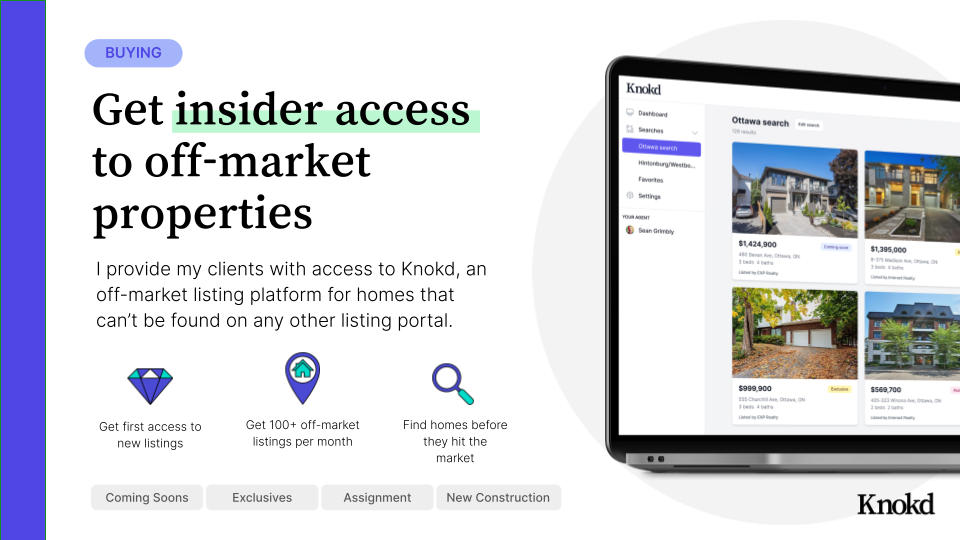 BUYING
Get insider access
to off-market
properties
I provide my clients with access to Knokd, an
off-market listing platform for homes that
can’t be found on any other listing portal.
Get first access to
new listings
Get 100+ off-market
listings per month
Find homes before
they hit the
market
Coming Soons
Exclusives
Assignment
New Construction
Knokd
Dashboard
Searches
Ottawa search
Hintonburg/Westbo...
Favorites
Settings
YOUR AGENT
Sean Grimbly
Ottawa search
Edit search
128 results
$1,424,900
Coming soon
Ottawa, ON
3 beds 4 baths
Listed by EXP Realty
$1,395,000
Madison Ave, Ottawa, ON
3 beds 4 baths
Listed by Interact Realty
$999,900
Exclusive
555 Churchill Ave, Ottawa, ON
3 beds 4 baths
Listed by EXP Realty
$569,700
405-323 Winona Ave, Ottawa, ON
2 beds 2 baths
Listed by Interact Realty
Knokd